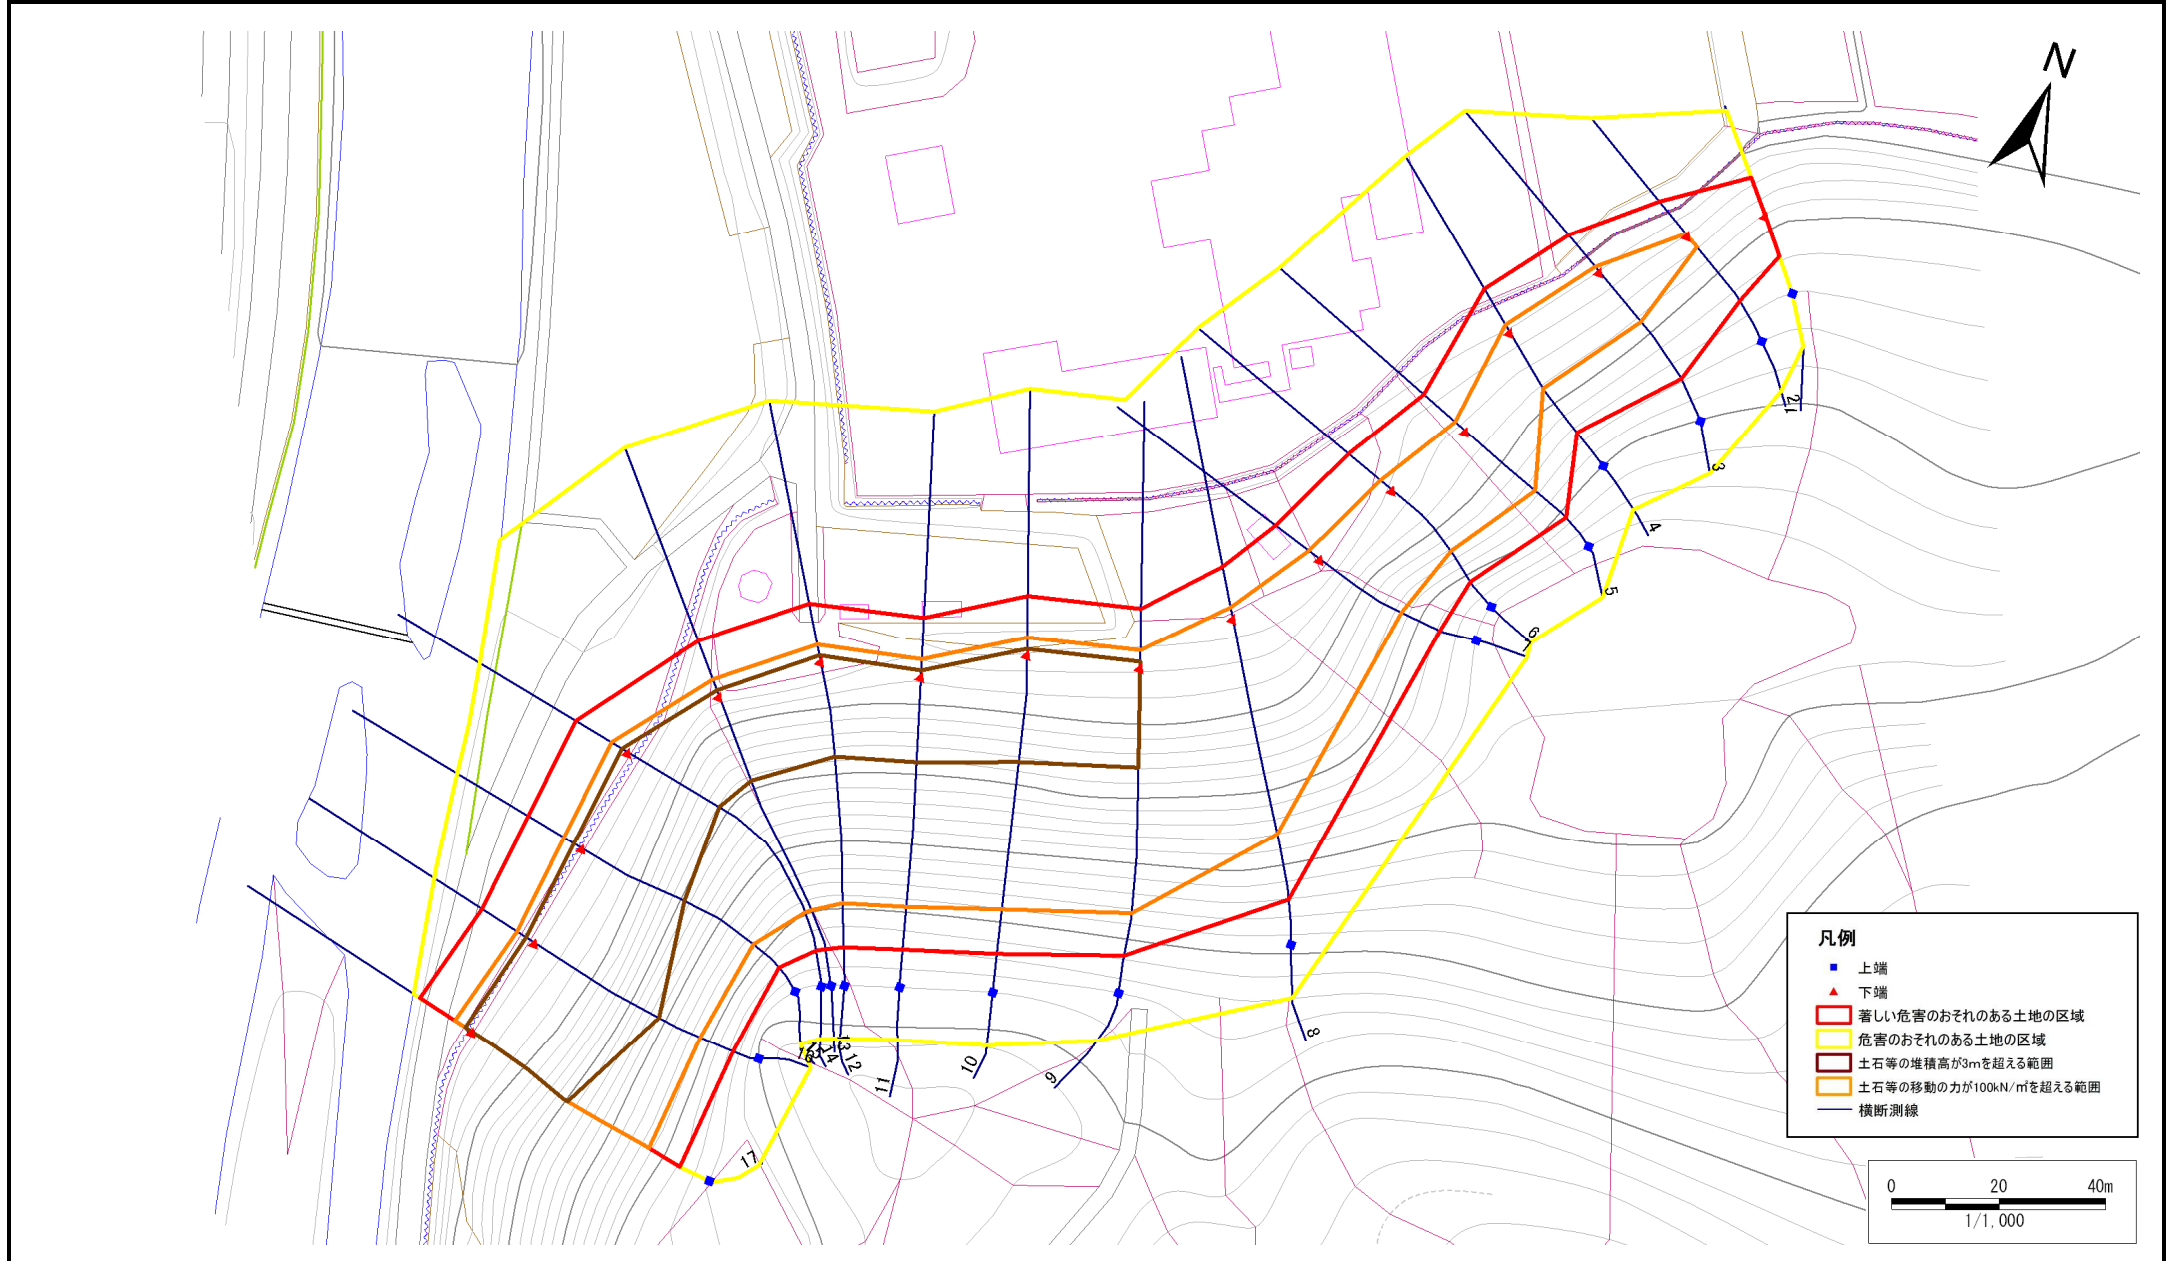 N
1
2
3
4
5
6
7
8
9
10
11
12
13
14
15
16
17
凡例
上端
下端
著しい危害のおそれのある土地の区域
危害のおそれのある土地の区域
土石等の堆積高が3mを超える範囲
土石等の移動の力が100kN/㎡を超える範囲
横断測線
0 20 40m
1/1,000